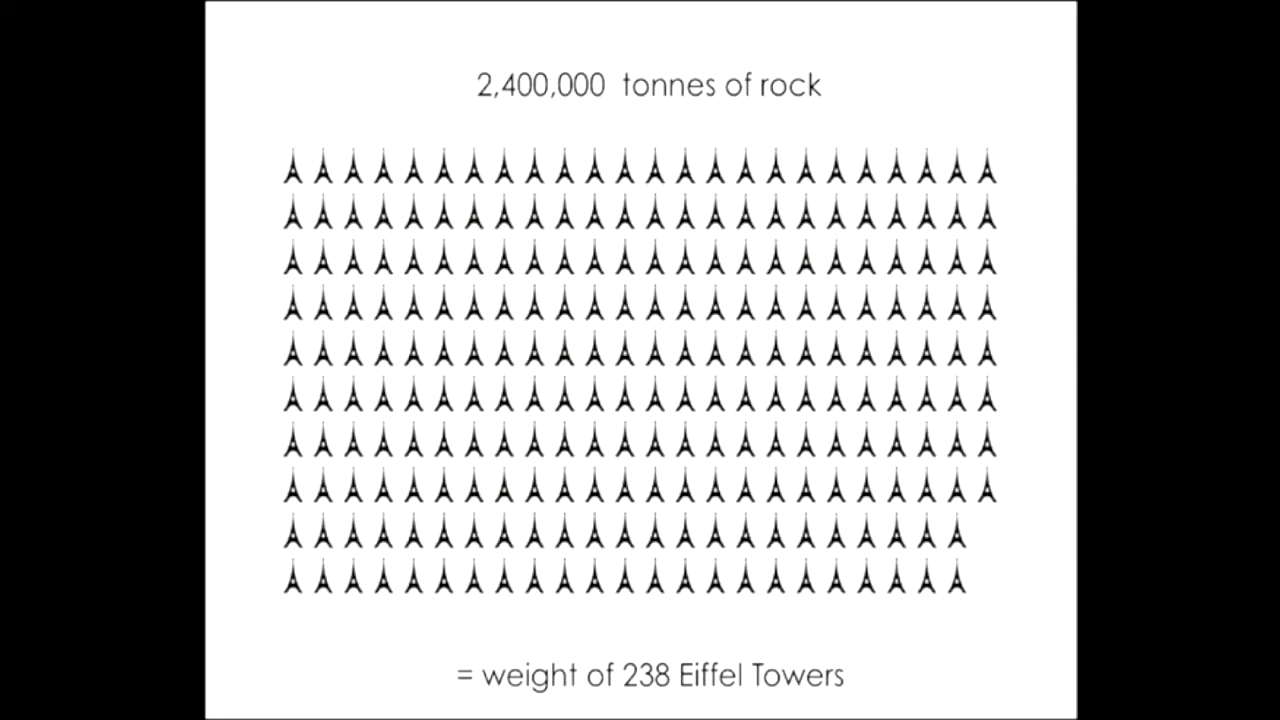 2,400,000 tonnes of rock
= weight of 238 Eiffel Towers